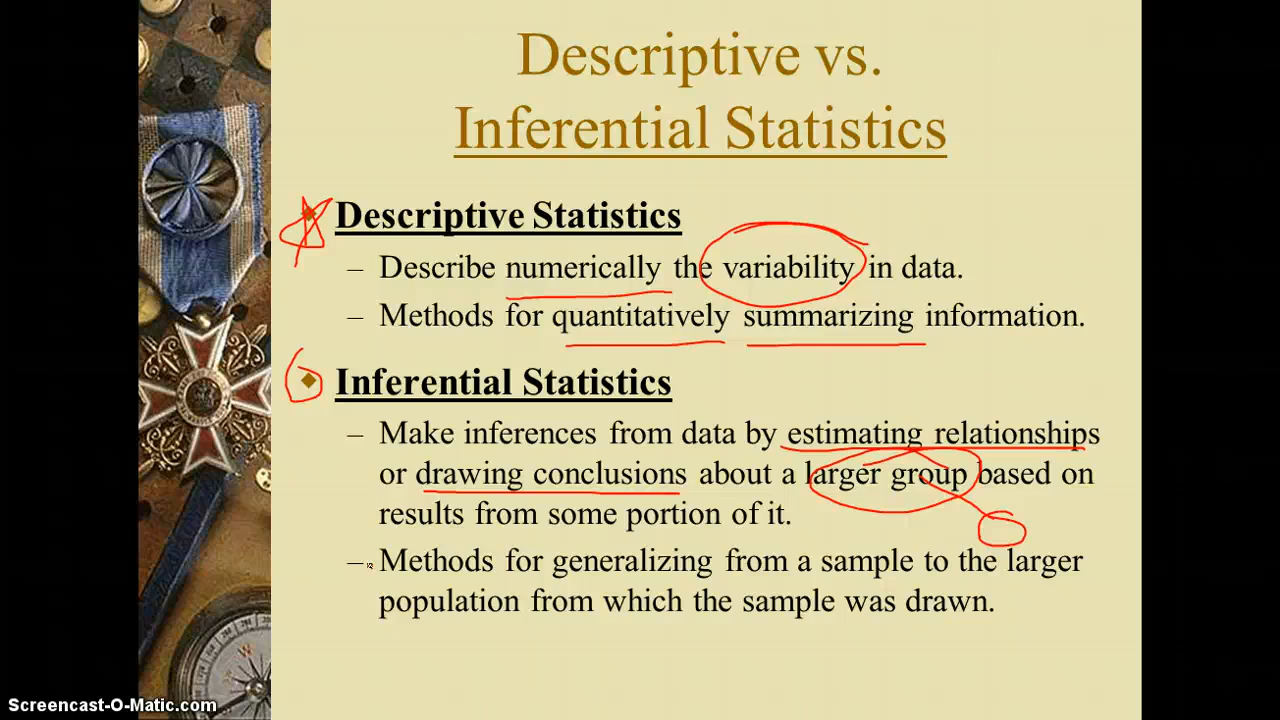 Descriptive vs.
Inferential Statistics
Descriptive Statistics
– Describe numerically the variability in data.
– Methods for quantitatively summarizing information.
Inferential Statistics
– Make inferences from data by estimating relationships
or drawing conclusions about a larger group based on
results from some portion of it.
– Methods for generalizing from a sample to the larger
population from which the sample was drawn.
Screencast-O-Matic.com